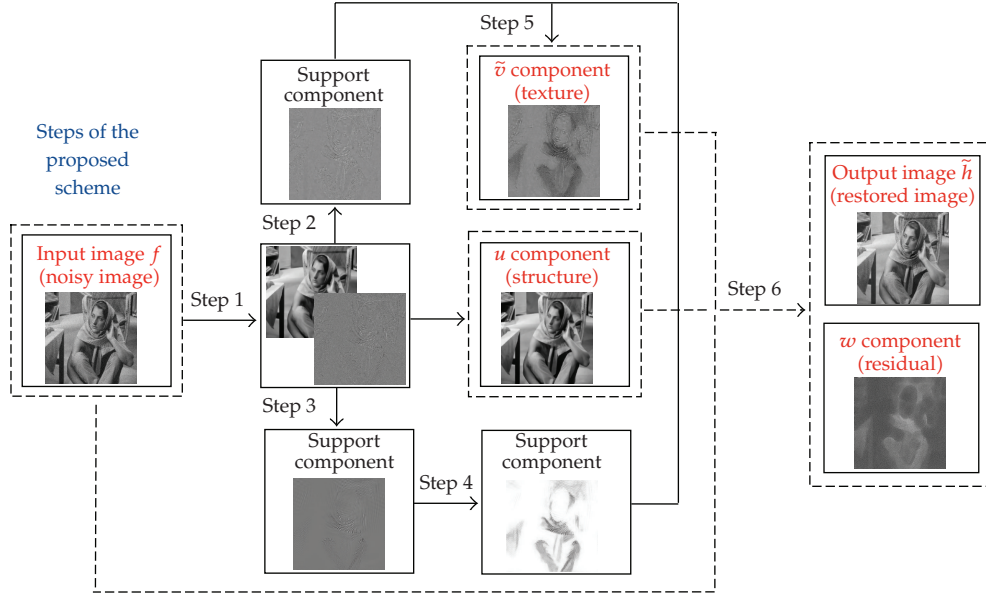 Step 5
Support
component
ṽ component
(texture)
Steps of the
proposed
scheme
Output image h̃
(restored image)
Step 2
Input image f
(noisy image)
u component
(structure)
Step 1
Step 6
w component
(residual)
Step 3
Support
component
Step 4
Support
component